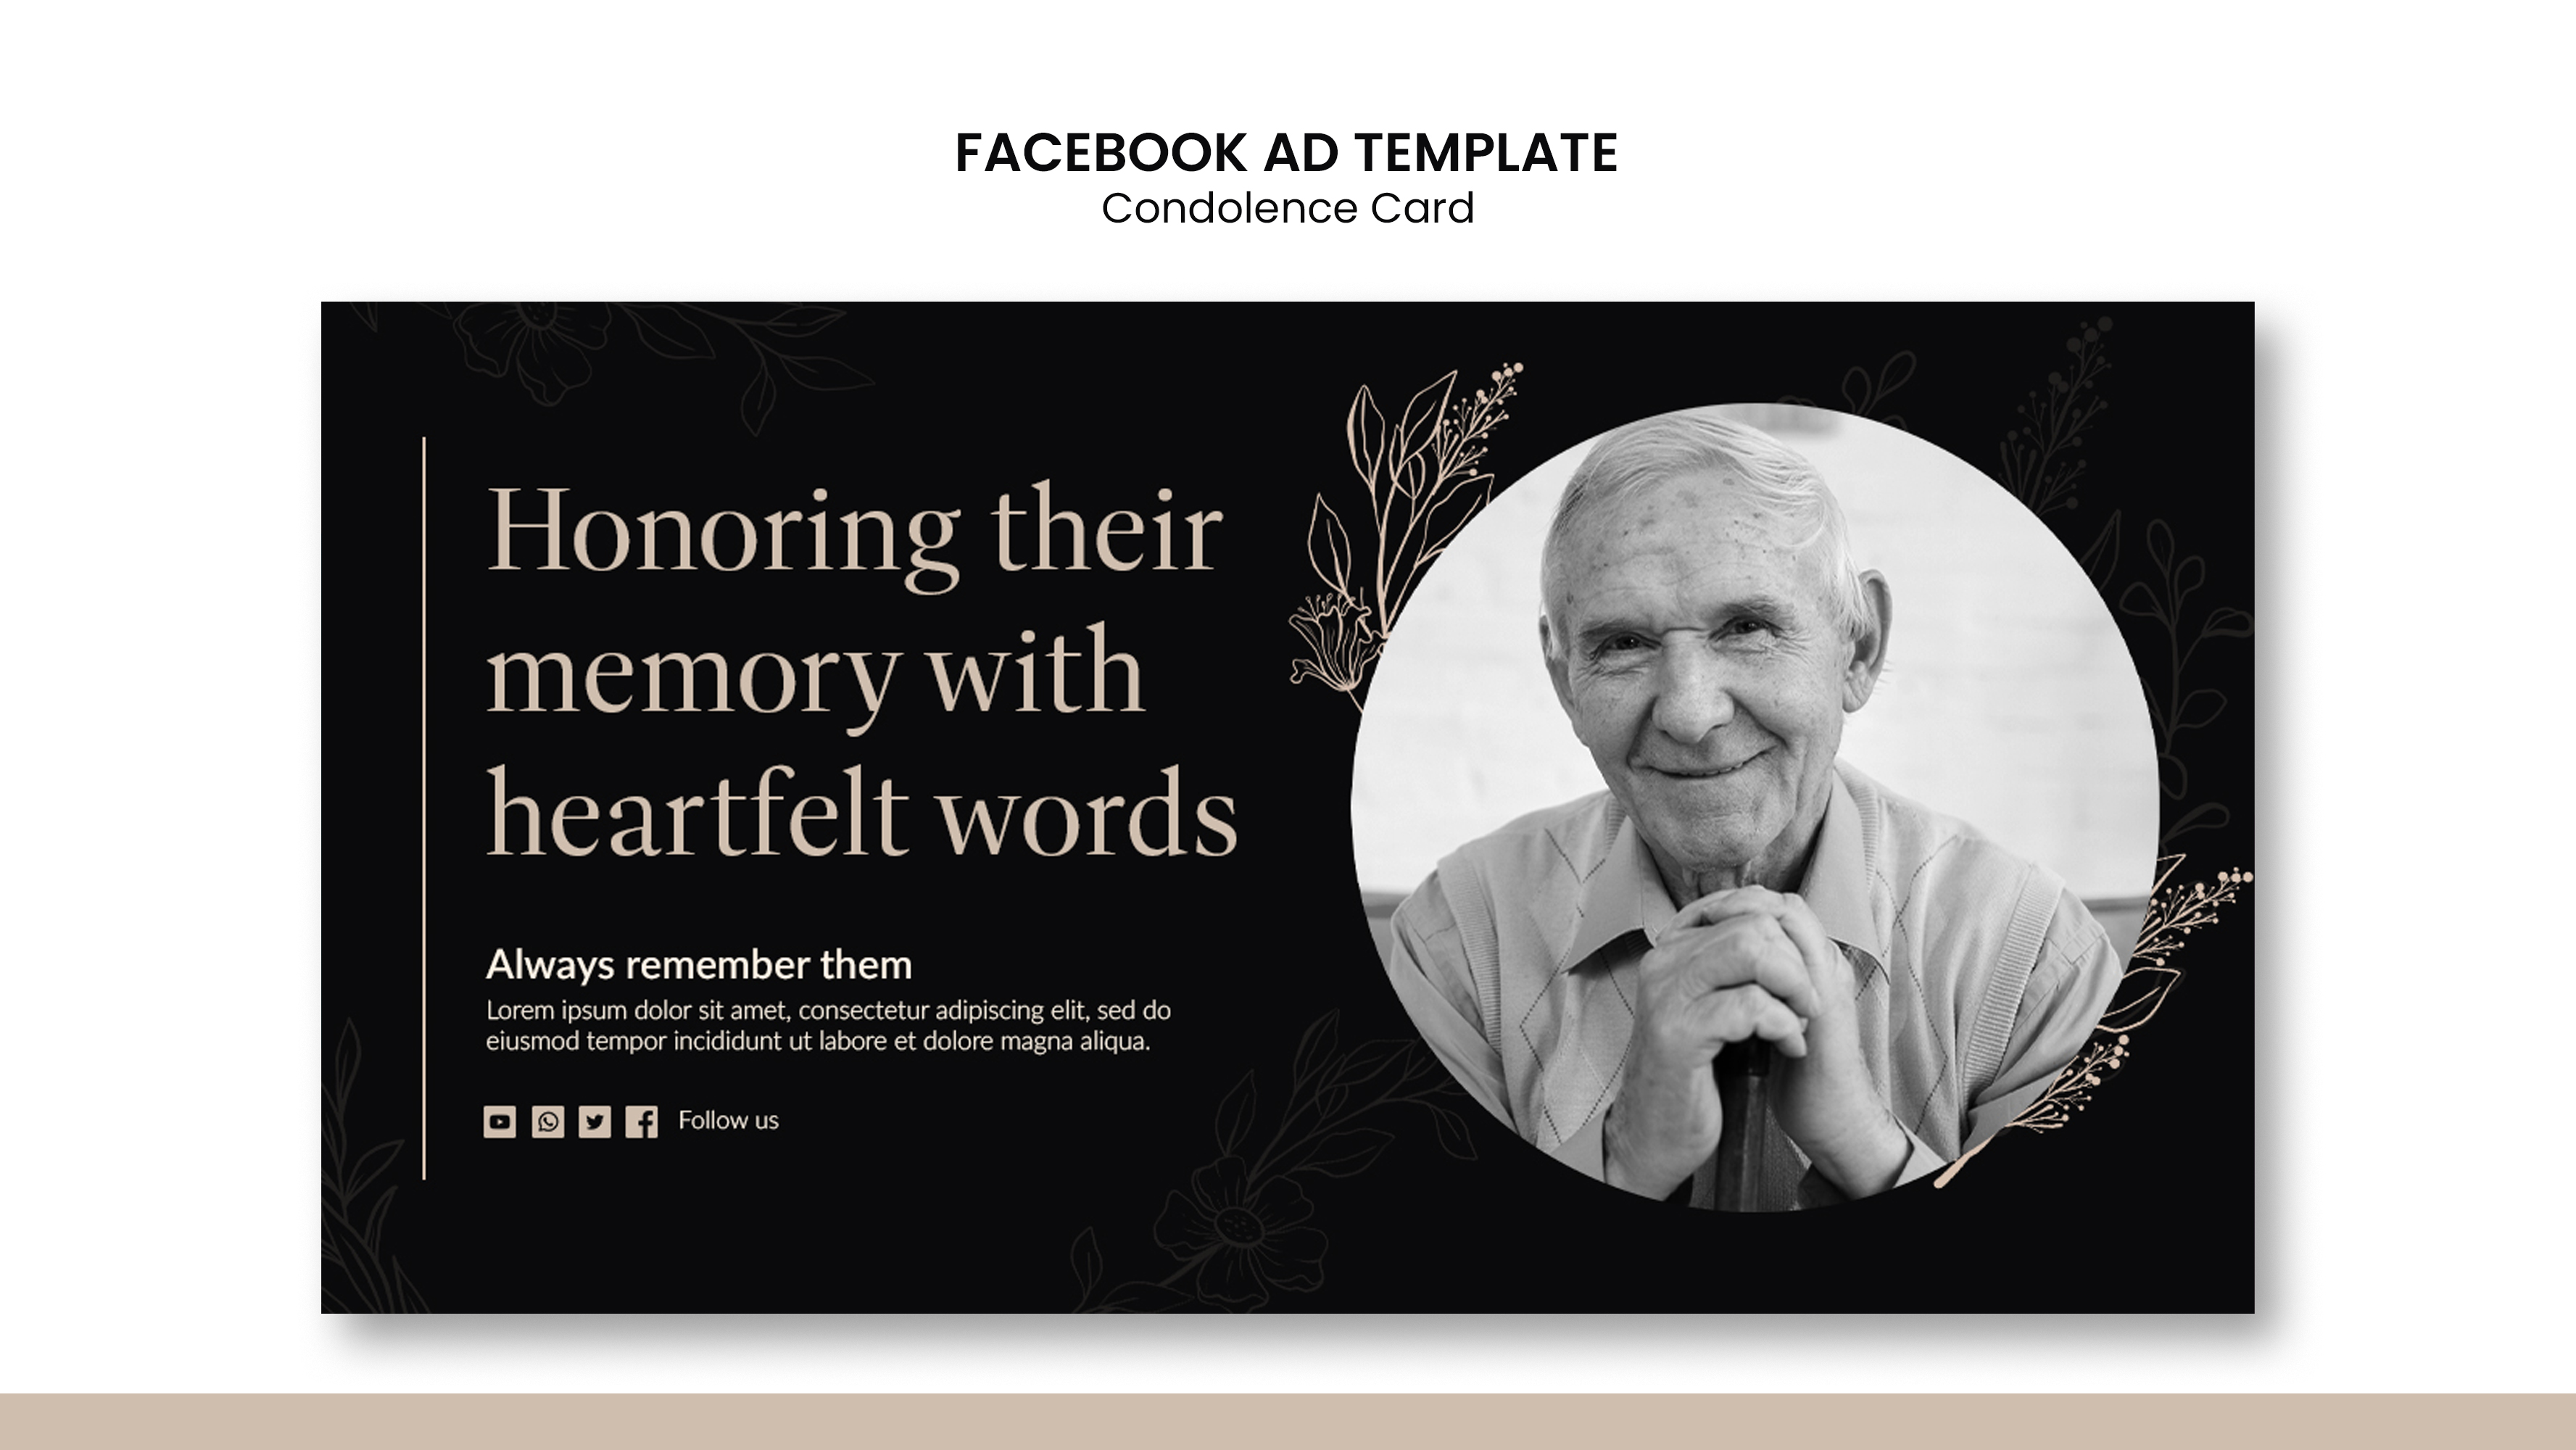 FACEBOOK AD TEMPLATE
Condolence Card
Honoring their
memory with
heartfelt words
Always remember them
Lorem ipsum dolor sit amet, consectetur adipiscing elit, sed do
eiusmod tempor incididunt ut labore et dolore magna aliqua.
Follow us